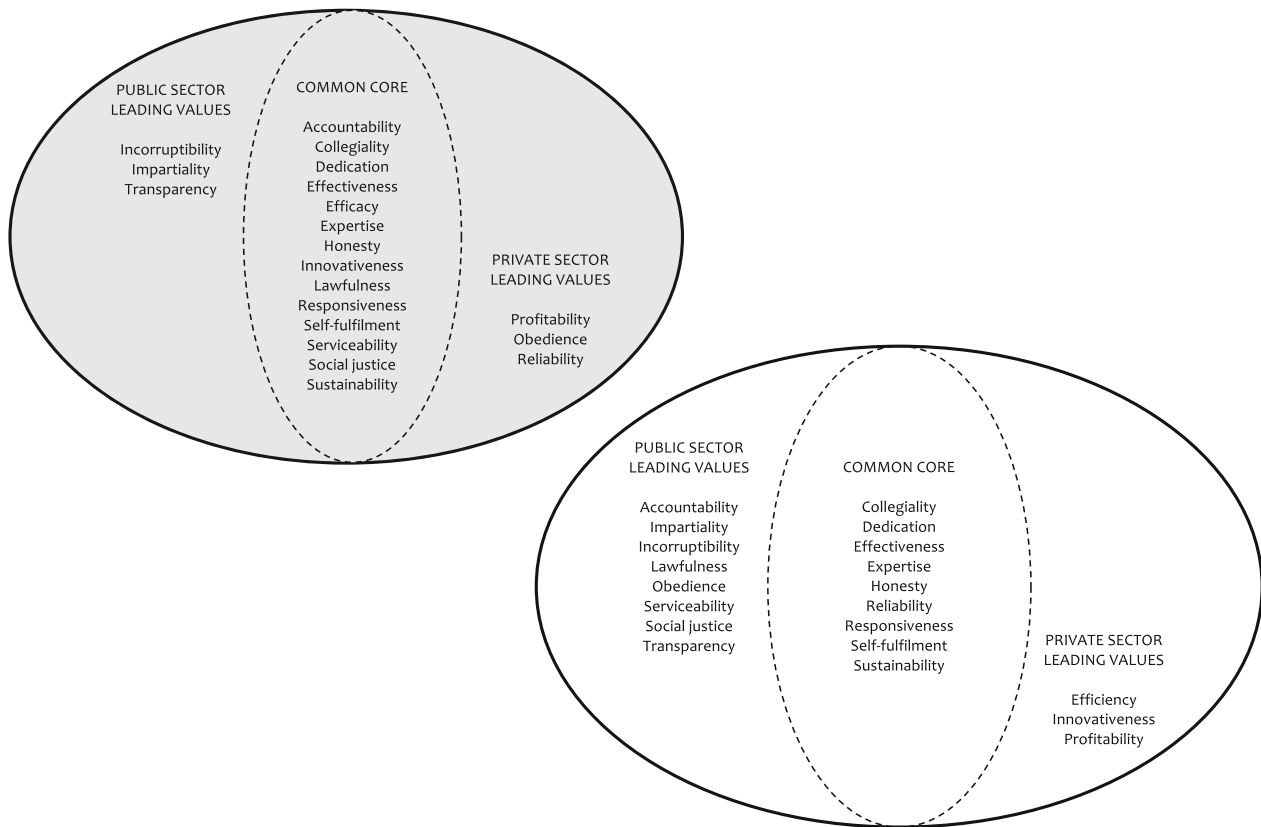 PUBLIC SECTOR
LEADING VALUES
Incorruptibility
Impartiality
Transparency
COMMON CORE
Accountability
Collegiality
Dedication
Effectiveness
Efficacy
Expertise
Honesty
Innovativeness
Lawfulness
Responsiveness
Self-fulfilment
Serviceability
Social justice
Sustainability
PRIVATE SECTOR
LEADING VALUES
Profitability
Obedience
Reliability
PUBLIC SECTOR
LEADING VALUES
Accountability
Impartiality
Incorruptibility
Lawfulness
Obedience
Serviceability
Social justice
Transparency
COMMON CORE
Collegiality
Dedication
Effectiveness
Expertise
Honesty
Reliability
Responsiveness
Self-fulfilment
Sustainability
PRIVATE SECTOR
LEADING VALUES
Efficiency
Innovativeness
Profitability